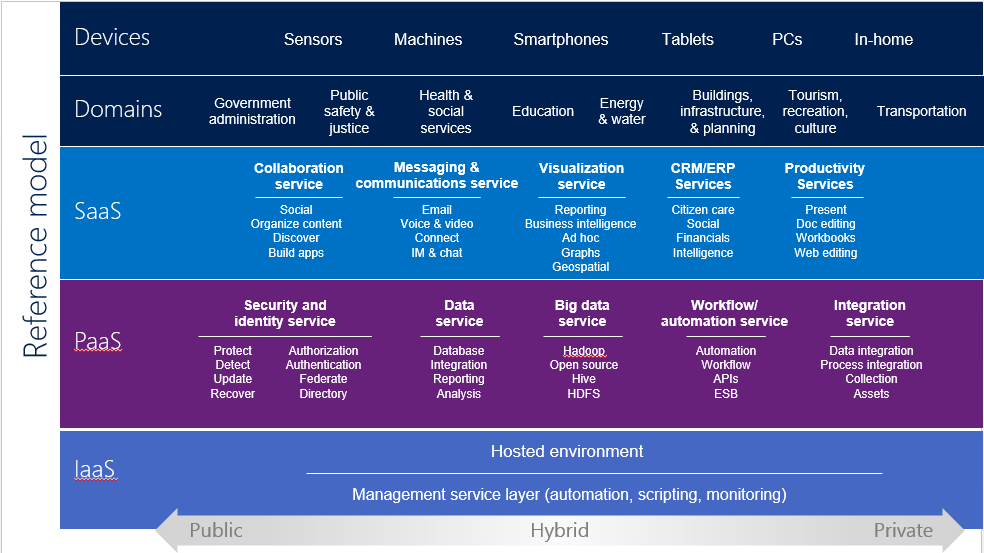 Reference model
Devices
Sensors
Machines
Smartphones
Tablets
PCs
In-home
Domains
Government
administration
Public
safety &
justice
Health &
social
services
Education
Energy
& water
Buildings,
infrastructure,
& planning
Tourism,
recreation,
culture
Transportation
SaaS
Collaboration
service
Social
Organize content
Discover
Build apps
Messaging &
communications service
Email
Voice & video
Connect
IM & chat
Visualization
service
Reporting
Business intelligence
Ad hoc
Graphs
Geospatial
CRM/ERP
Services
Citizen care
Social
Financials
Intelligence
Productivity
Services
Present
Doc editing
Workbooks
Web editing
PaaS
Security and
identity service
Protect
Detect
Update
Recover
Authorization
Authentication
Federate
Directory
Data
service
Database
Integration
Reporting
Analysis
Big data
service
Hadoop
Open source
Hive
HDFS
Workflow/
automation service
Automation
Workflow
APIs
ESB
Integration
service
Data integration
Process integration
Collection
Assets
IaaS
Hosted environment
Management service layer (automation, scripting, monitoring)
Public
Hybrid
Private